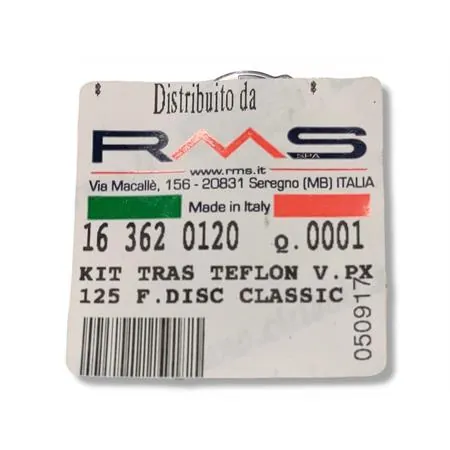 Distribuito da
RMS
SPA
www.rms.it
Via Macallè, 156 - 20831 Seregno (MB) ITALIA
Made in Italy
16 362 0120 Q.0001
KIT TRAS TEFLON V.PX
125 F.DISC CLASSIC
050917